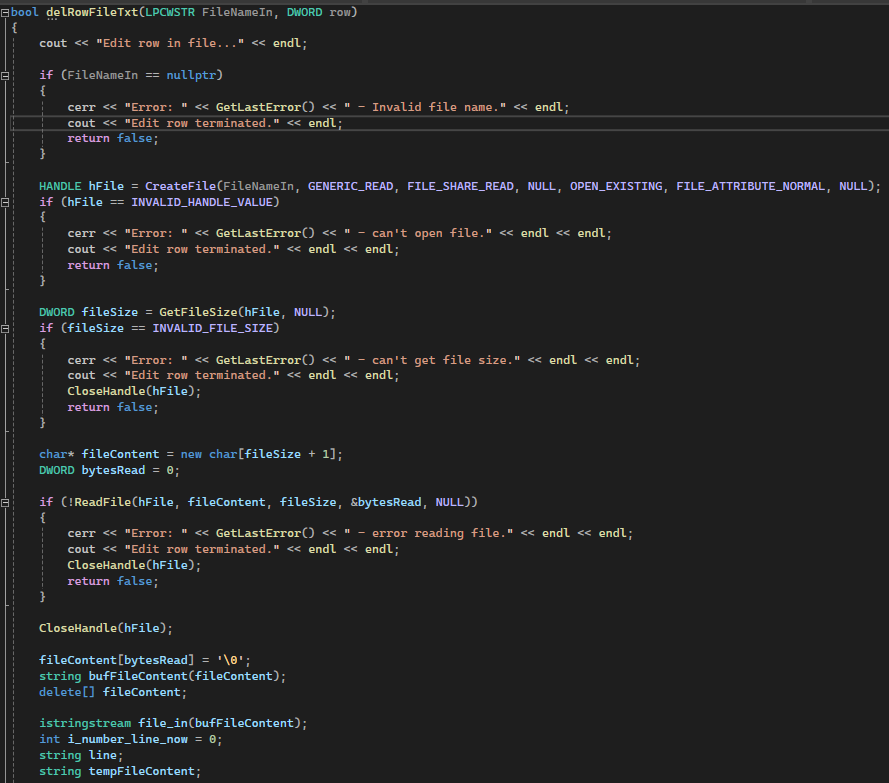 bool delRowFileTxt(LPCWSTR FileNameIn, DWORD row)
{
    cout << "Edit row in file..." << endl;

    if (FileNameIn == nullptr)
    {
        cerr << "Error: " << GetLastError() << " - Invalid file name." << endl;
        cout << "Edit row terminated." << endl;
        return false;
    }

    HANDLE hFile = CreateFile(FileNameIn, GENERIC_READ, FILE_SHARE_READ, NULL, OPEN_EXISTING, FILE_ATTRIBUTE_NORMAL, NULL);
    if (hFile == INVALID_HANDLE_VALUE)
    {
        cerr << "Error: " << GetLastError() << " - can't open file." << endl << endl;
        cout << "Edit row terminated." << endl << endl;
        return false;
    }

    DWORD fileSize = GetFileSize(hFile, NULL);
    if (fileSize == INVALID_FILE_SIZE)
    {
        cerr << "Error: " << GetLastError() << " - can't get file size." << endl << endl;
        cout << "Edit row terminated." << endl << endl;
        CloseHandle(hFile);
        return false;
    }

    char* fileContent = new char[fileSize + 1];
    DWORD bytesRead = 0;

    if (!ReadFile(hFile, fileContent, fileSize, &bytesRead, NULL))
    {
        cerr << "Error: " << GetLastError() << " - error reading file." << endl << endl;
        cout << "Edit row terminated." << endl << endl;
        CloseHandle(hFile);
        return false;
    }

    CloseHandle(hFile);

    fileContent[bytesRead] = '\0';
    string bufFileContent(fileContent);
    delete[] fileContent;

    istringstream file_in(bufFileContent);
    int i_number_line_now = 0;
    string line;
    string tempFileContent;